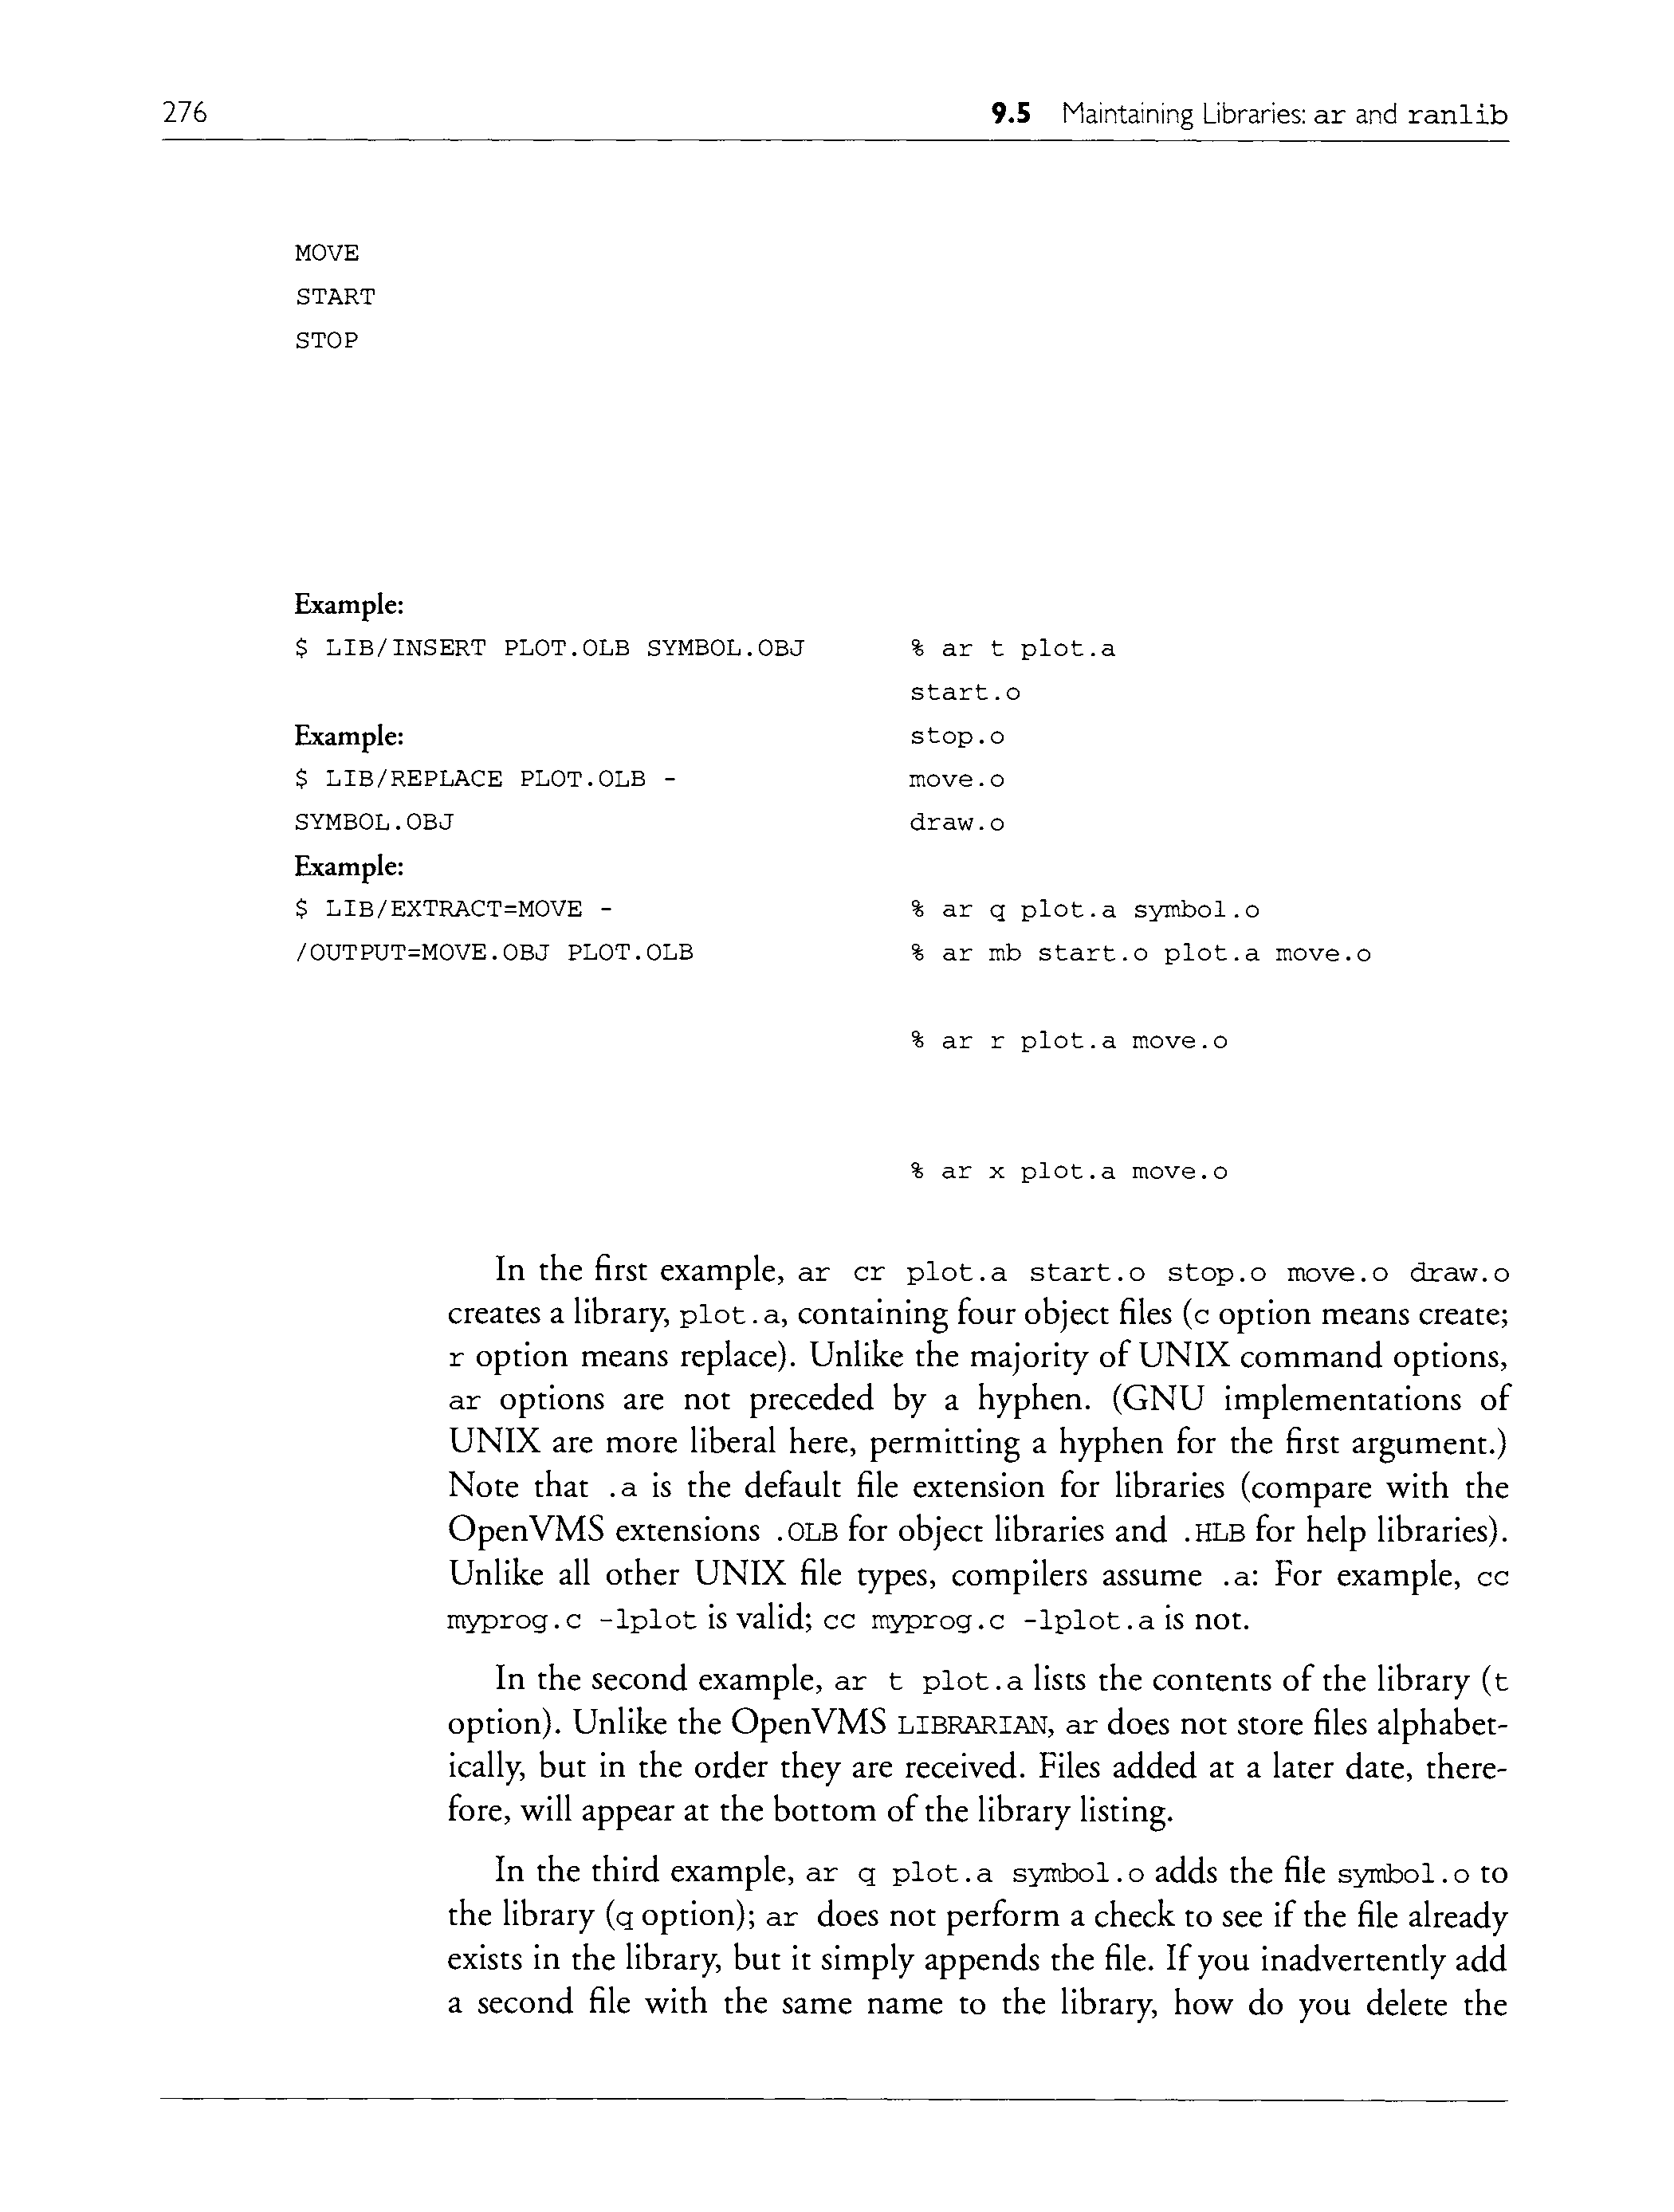 276 9.5 Maintaining Libraries: ar and ranlib
MOVE
START
STOP
Example:
$ LIB/INSERT PLOT.OLB SYMBOL.OBJ % ar t plot.a
start.o
Example: stop.o
$ LIB/REPLACE PLOT.OLB - move.o
SYMBOL.OBJ draw.o
Example:
$ LIB/EXTRACT=MOVE - % ar q plot.a symbol.o
/OUTPUT=MOVE.OBJ PLOT.OLB % ar mb start.o plot.a move.o
% ar r plot.a move.o
% ar x plot.a move.o
In the first example, ar cr plot.a start.o stop.o move.o draw.o
creates a library, plot.a, containing four object files (c option means create;
r option means replace). Unlike the majority of UNIX command options,
ar options are not preceded by a hyphen. (GNU implementations of
UNIX are more liberal here, permitting a hyphen for the first argument.)
Note that .a is the default file extension for libraries (compare with the
OpenVMS extensions .OLB for object libraries and .HLB for help libraries).
Unlike all other UNIX file types, compilers assume .a: For example, cc
myprog.c -lplot is valid; cc myprog.c -lplot.a is not.
In the second example, ar t plot.a lists the contents of the library (t
option). Unlike the OpenVMS LIBRARIAN, ar does not store files alphabet-
ically, but in the order they are received. Files added at a later date, there-
fore, will appear at the bottom of the library listing.
In the third example, ar q plot.a symbol.o adds the file symbol.o to
the library (q option); ar does not perform a check to see if the file already
exists in the library, but it simply appends the file. If you inadvertently add
a second file with the same name to the library, how do you delete the